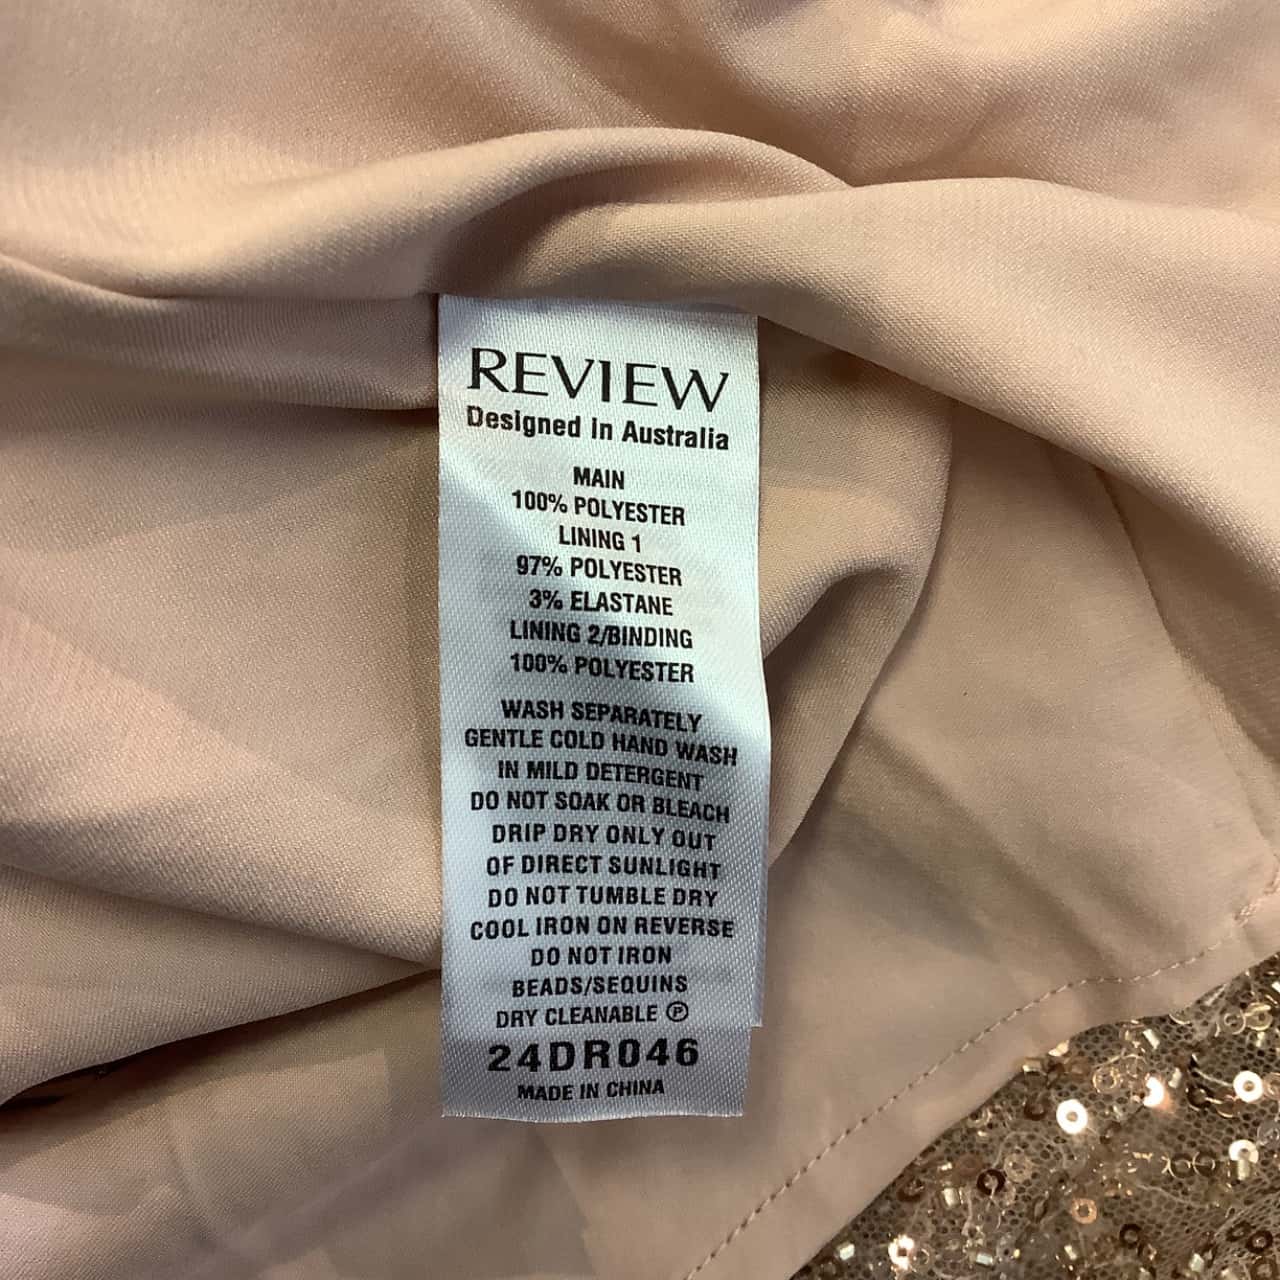 REVIEW
Designed in Australia
MAIN
100% POLYESTER
LINING 1
97% POLYESTER
3% ELASTANE
LINING 2/BINDING
100% POLYESTER
WASH SEPARATELY
GENTLE COLD HAND WASH
IN MILD DETERGENT
DO NOT SOAK OR BLEACH
DRIP DRY ONLY OUT
OF DIRECT SUNLIGHT
DO NOT TUMBLE DRY
COOL IRON ON REVERSE
DO NOT IRON
BEADS/SEQUINS
DRY CLEANABLE Ⓟ
24DR046
MADE IN CHINA